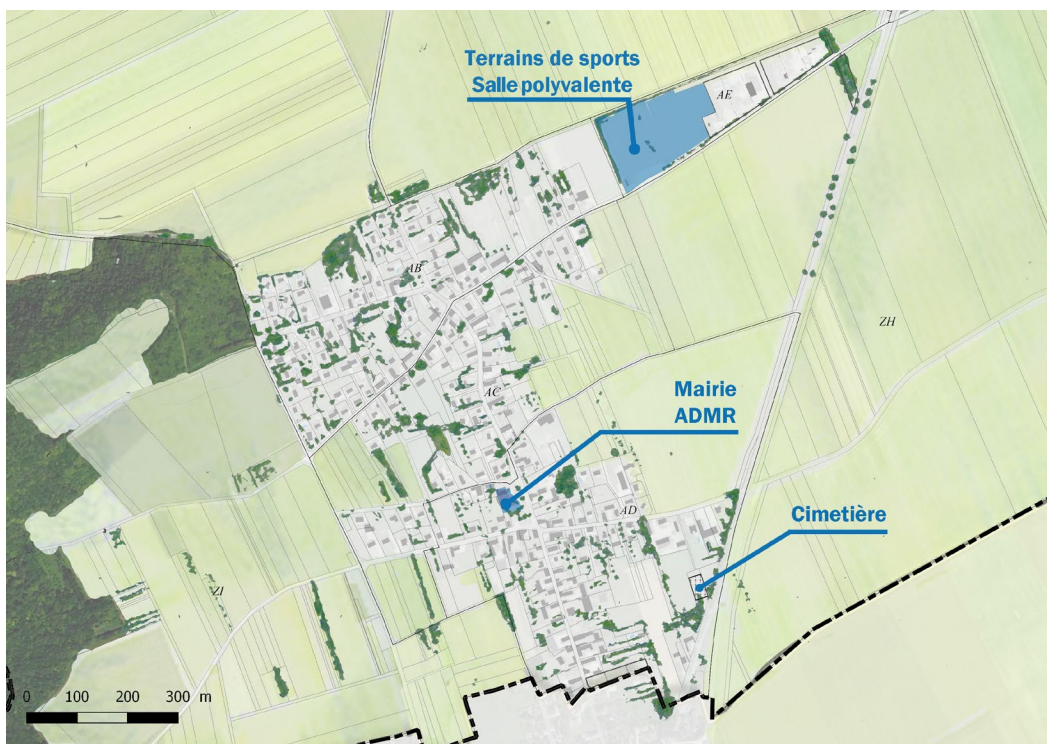 Terrains de sports
Salle polyvalente
AE
AB
ZH
Mairie
ADMR
AC
AD
Cimetière
ZI
0 100 200 300 m